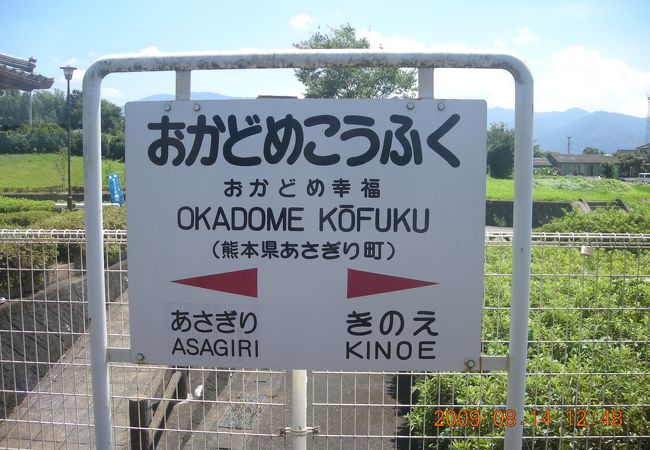 おかどめこうふく
おかどめ幸福
OKADOME KŌFUKU
(熊本県あさぎり町)
あさぎり きのえ
ASAGIRI KINOE
2009.08.14 12:48